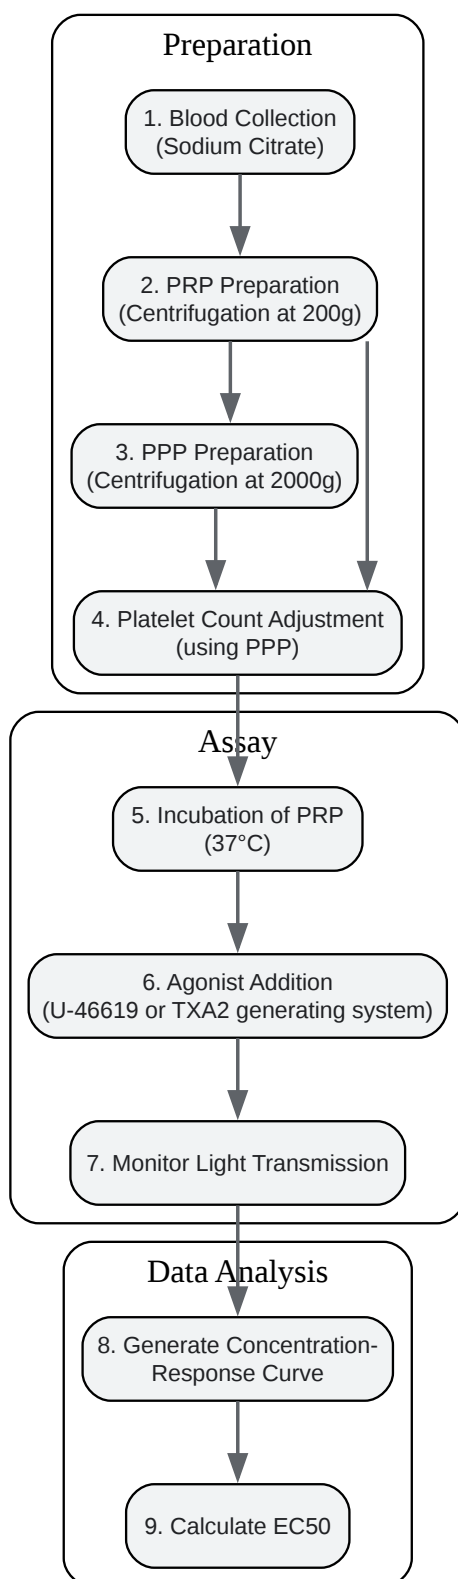 Preparation
1. Blood Collection
(Sodium Citrate)
2. PRP Preparation
(Centrifugation at 200g)
3. PPP Preparation
(Centrifugation at 2000g)
4. Platelet Count Adjustment
(using PPP)
Assay
5. Incubation of PRP
(37°C)
6. Agonist Addition
(U-46619 or TXA2 generating system)
7. Monitor Light Transmission
Data Analysis
8. Generate Concentration-
Response Curve
9. Calculate EC50